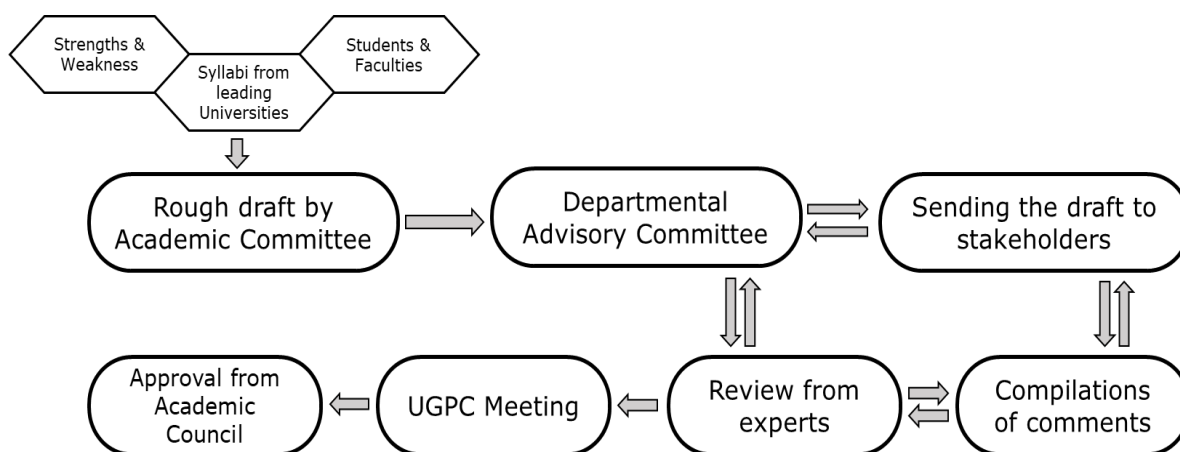 Strengths &
Weakness
Syllabi from
leading
Universities
Students &
Faculties
Rough draft by
Academic Committee
Departmental
Advisory Committee
Sending the draft to
stakeholders
Approval from
Academic
Council
UGPC Meeting
Review from
experts
Compilations
of comments